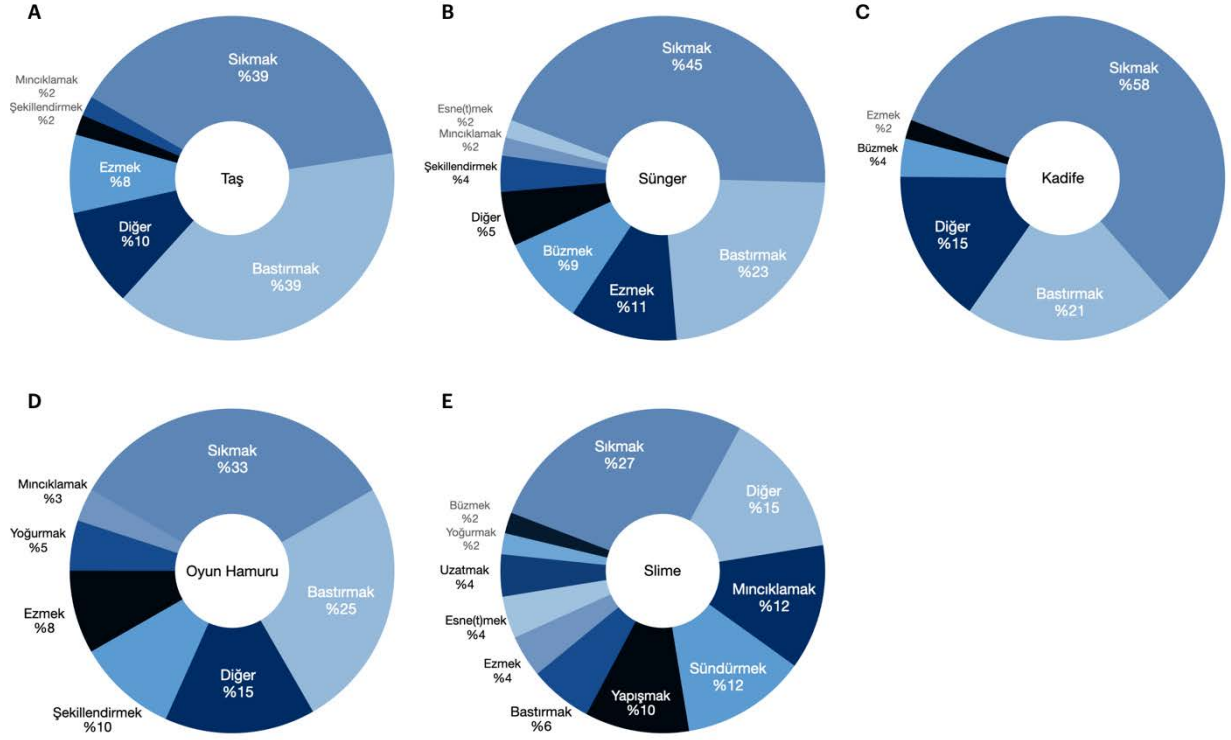 A
Sıkmak
%39
Mıncıklamak
%2
Şekillendirmek
%2
Ezmek
%8
Taş
Diğer
%10
Bastırmak
%39
B
Sıkmak
%45
Esne(t)mek
%2
Mıncıklamak
%2
Şekillendirmek
%4
Sünger
Diğer
%5
Büzmek
%9
Bastırmak
%23
Ezmek
%11
C
Sıkmak
%58
Ezmek
%2
Büzmek
%4
Kadife
Diğer
%15
Bastırmak
%21
D
Sıkmak
%33
Mıncıklamak
%3
Yoğurmak
%5
Oyun Hamuru
Bastırmak
%25
Ezmek
%8
Diğer
%15
Şekillendirmek
%10
E
Sıkmak
%27
Diğer
%15
Büzmek
%2
Yoğurmak
%2
Uzatmak
%4
Slime
Mıncıklamak
%12
Esne(t)mek
%4
Ezmek
%4
Sündürmek
%12
Yapışmak
%10
Bastırmak
%6